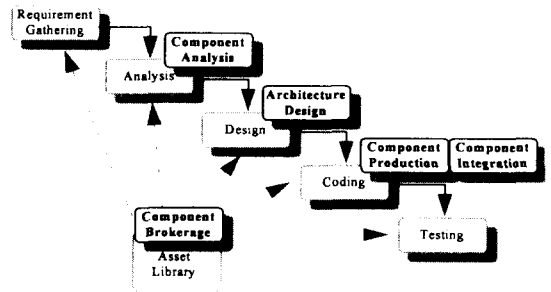 Requirement
Gathering
Component
Analysis
Analysis
Architecture
Design
Design
Component
Production
Component
Integration
Coding
Testing
Component
Brokerage
Asset
Library